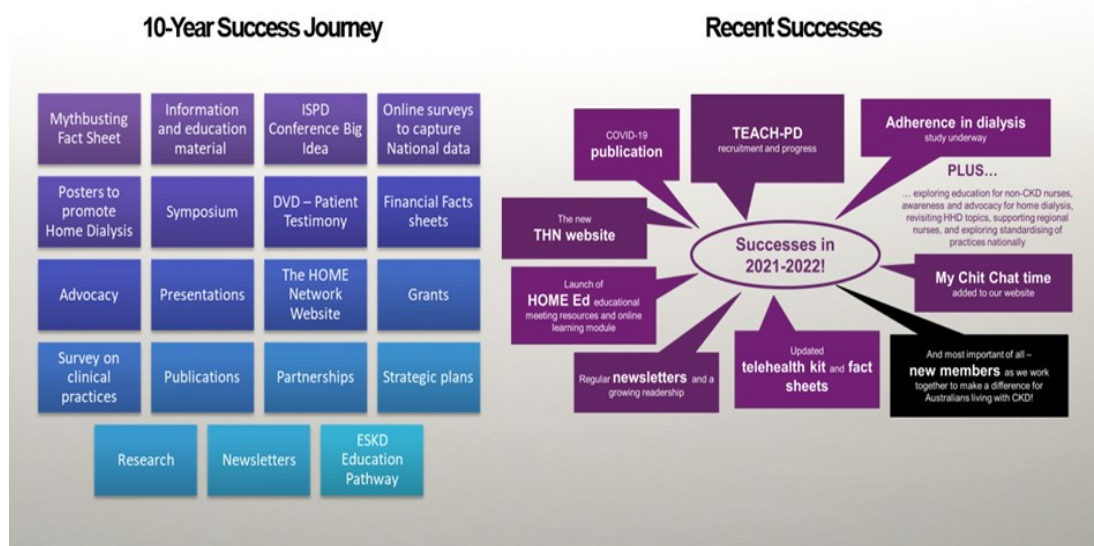 10-Year Success Journey
Mythbusting
Fact Sheet
Information
and education
material
ISPD
Conference Big
Idea
Online surveys
to capture
National data
Posters to
promote
Home Dialysis
Symposium
DVD – Patient
Testimony
Financial Facts
sheets
Advocacy
Presentations
The HOME
Network
Website
Grants
Survey on
clinical
practices
Publications
Partnerships
Strategic plans
Research
Newsletters
ESKD
Education
Pathway
Recent Successes
COVID-19
publication
TEACH-PD
recruitment and progress
Adherence in dialysis
study underway
PLUS...
... exploring education for non-CKD nurses,
awareness and advocacy for home dialysis,
revisiting HHD topics, supporting regional
nurses, and exploring standardising of
practices nationally
The new
THN website
Successes in
2021-2022!
My Chit Chat time
added to our website
Launch of
HOME Ed educational
meeting resources and online
learning module
Regular newsletters and a
growing readership
Updated
telehealth kit and fact
sheets
And most important of all –
new members as we work
together to make a difference for
Australians living with CKD!